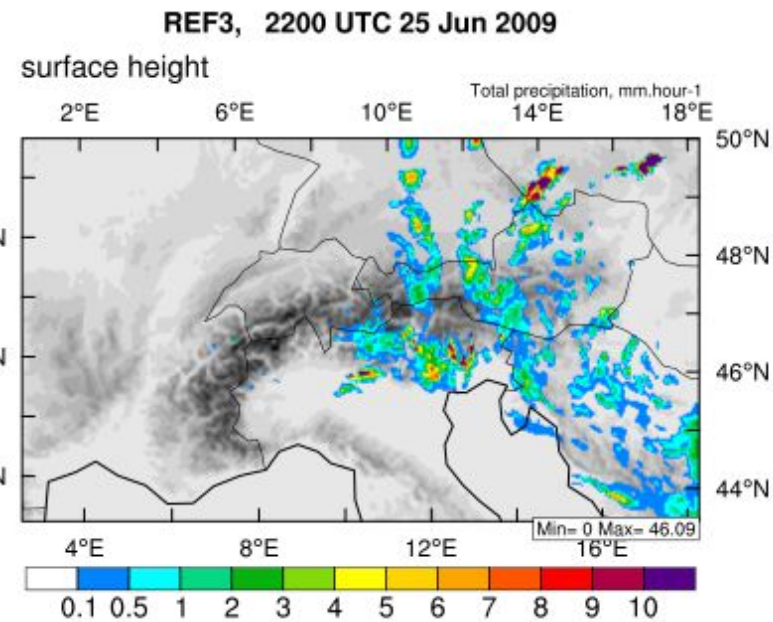 REF3, 2200 UTC 25 Jun 2009
surface height
Total precipitation, mm.hour-1
2°E 6°E 10°E 14°E 18°E
50°N
48°N
46°N
44°N
Min= 0 Max= 46.09
4°E 8°E 12°E 16°E
0.1 0.5 1 2 3 4 5 6 7 8 9 10